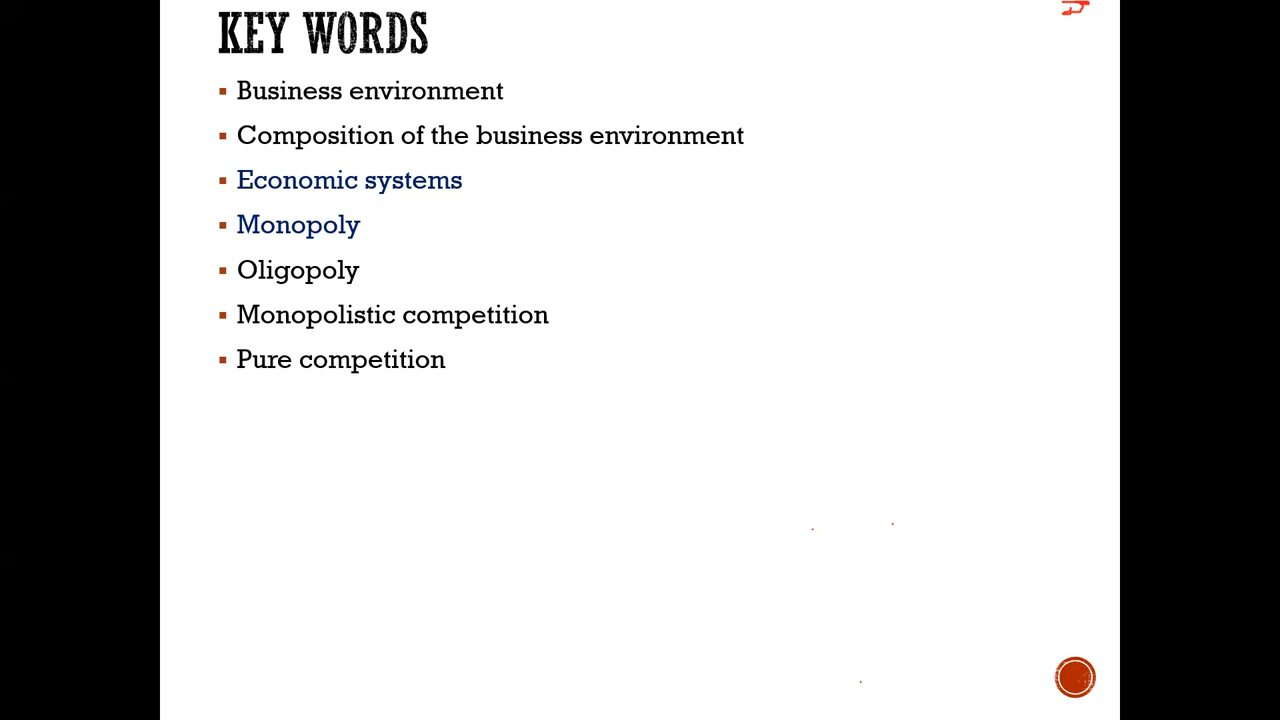 KEY WORDS
Business environment
Composition of the business environment
Economic systems
Monopoly
Oligopoly
Monopolistic competition
Pure competition